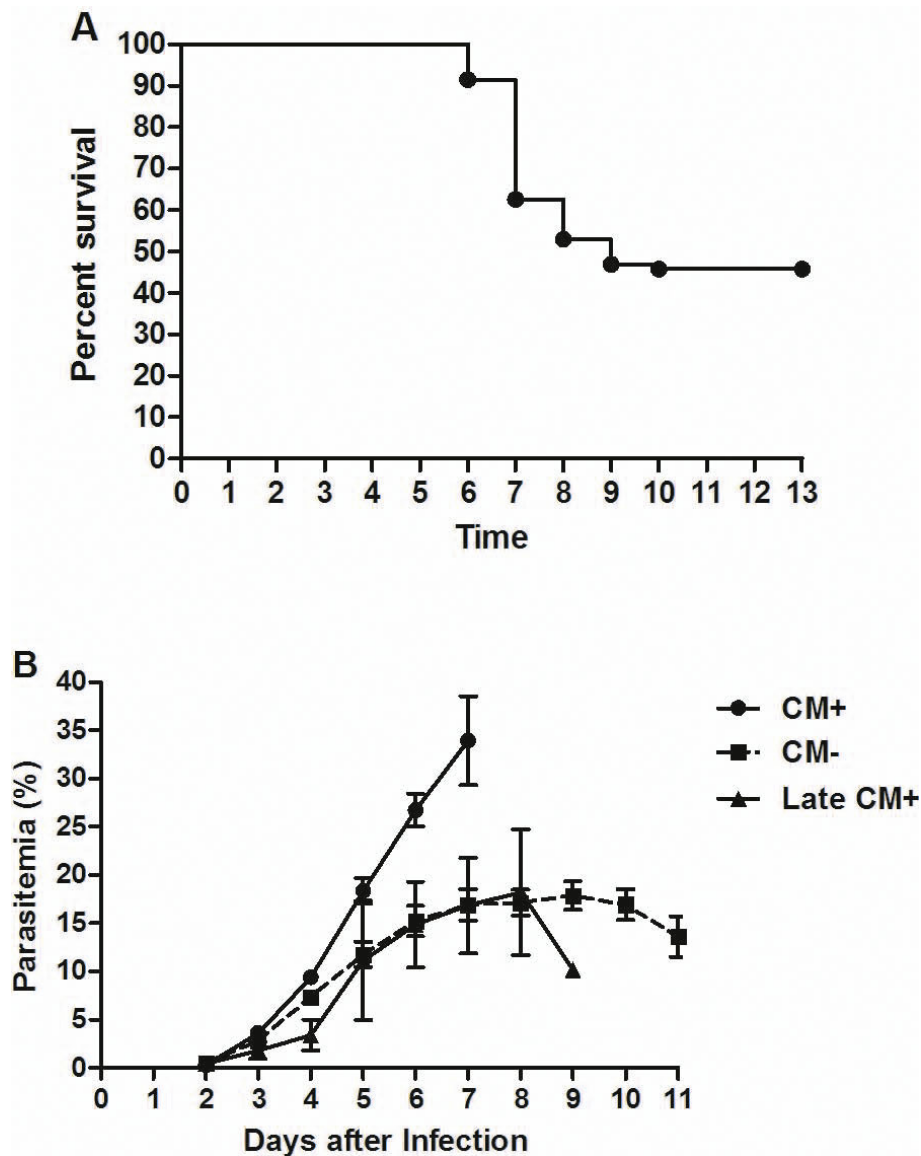 A
100
90
80
70
60
50
40
30
20
10
0
Percent survival
0 1 2 3 4 5 6 7 8 9 10 11 12 13
Time
B
40
35
30
25
20
15
10
5
0
Parasitemia (%)
0 1 2 3 4 5 6 7 8 9 10 11
Days after Infection
CM+
CM-
Late CM+